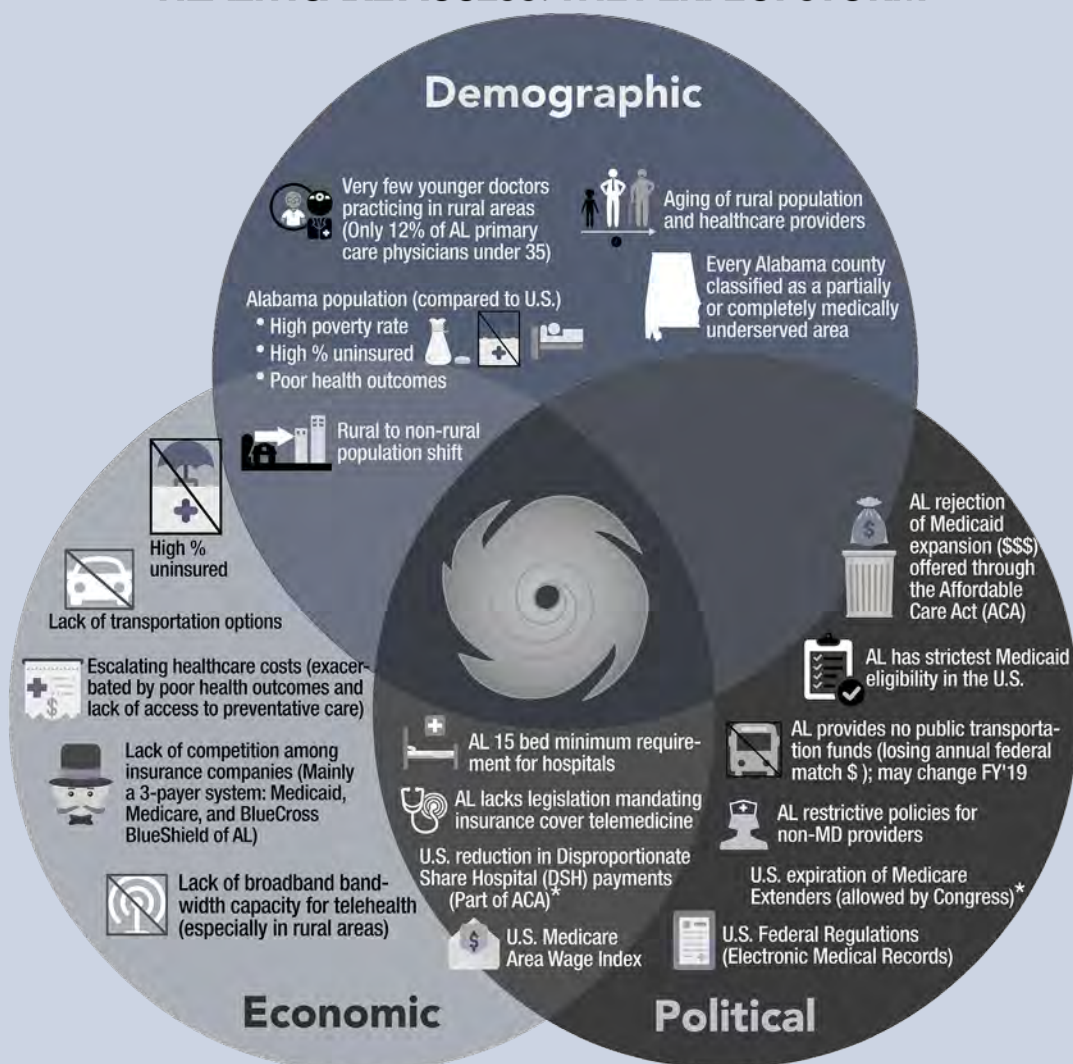 Demographic
Very few younger doctors
practicing in rural areas
(Only 12% of AL primary
care physicians under 35)
Aging of rural population
and healthcare providers
Every Alabama county
classified as a partially
or completely medically
underserved area
Alabama population (compared to U.S.)
• High poverty rate
• High % uninsured
• Poor health outcomes
Rural to non-rural
population shift
High %
uninsured
Lack of transportation options
Escalating healthcare costs (exacer-
bated by poor health outcomes and
lack of access to preventative care)
Lack of competition among
insurance companies (Mainly
a 3-payer system: Medicaid,
Medicare, and BlueCross
BlueShield of AL)
Lack of broadband band-
width capacity for telehealth
(especially in rural areas)
Economic
AL 15 bed minimum require-
ment for hospitals
AL lacks legislation mandating
insurance cover telemedicine
U.S. reduction in Disproportionate
Share Hospital (DSH) payments
(Part of ACA)*
$
U.S. Medicare
Area Wage Index
$
AL rejection
of Medicaid
expansion ($$$)
offered through
the Affordable
Care Act (ACA)
AL has strictest Medicaid
eligibility in the U.S.
AL provides no public transporta-
tion funds (losing annual federal
match $ ); may change FY'19
AL restrictive policies for
non-MD providers
U.S. expiration of Medicare
Extenders (allowed by Congress)*
U.S. Federal Regulations
(Electronic Medical Records)
Political